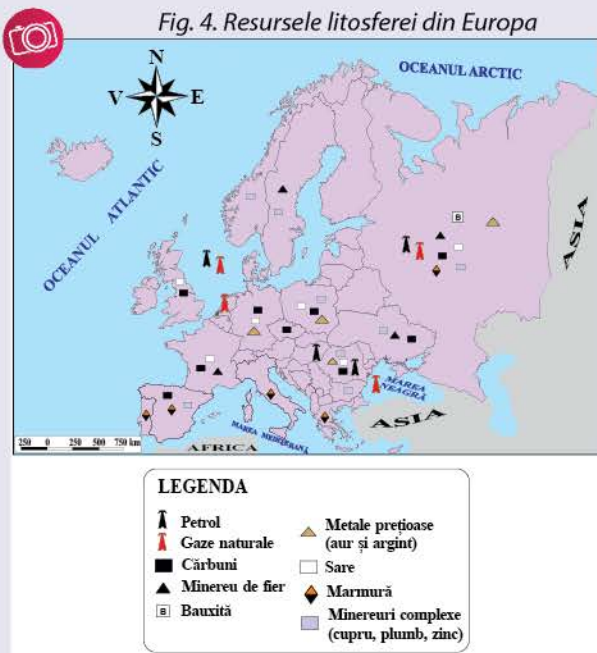 Fig. 4. Resursele litosferei din Europa
N
V E
S
OCEANUL ARCTIC
OCEANUL ATLANTIC
B
ASIA
MAREA
NEAGRĂ
ASIA
MAREA MEDITERANĂ
AFRICA
250 0 250 500 750 km
LEGENDA
Petrol
Gaze naturale
Cărbuni
Minereu de fier
B Bauxită
Metale prețioase
(aur și argint)
Sare
Marmură
Minereuri complexe
(cupru, plumb, zinc)